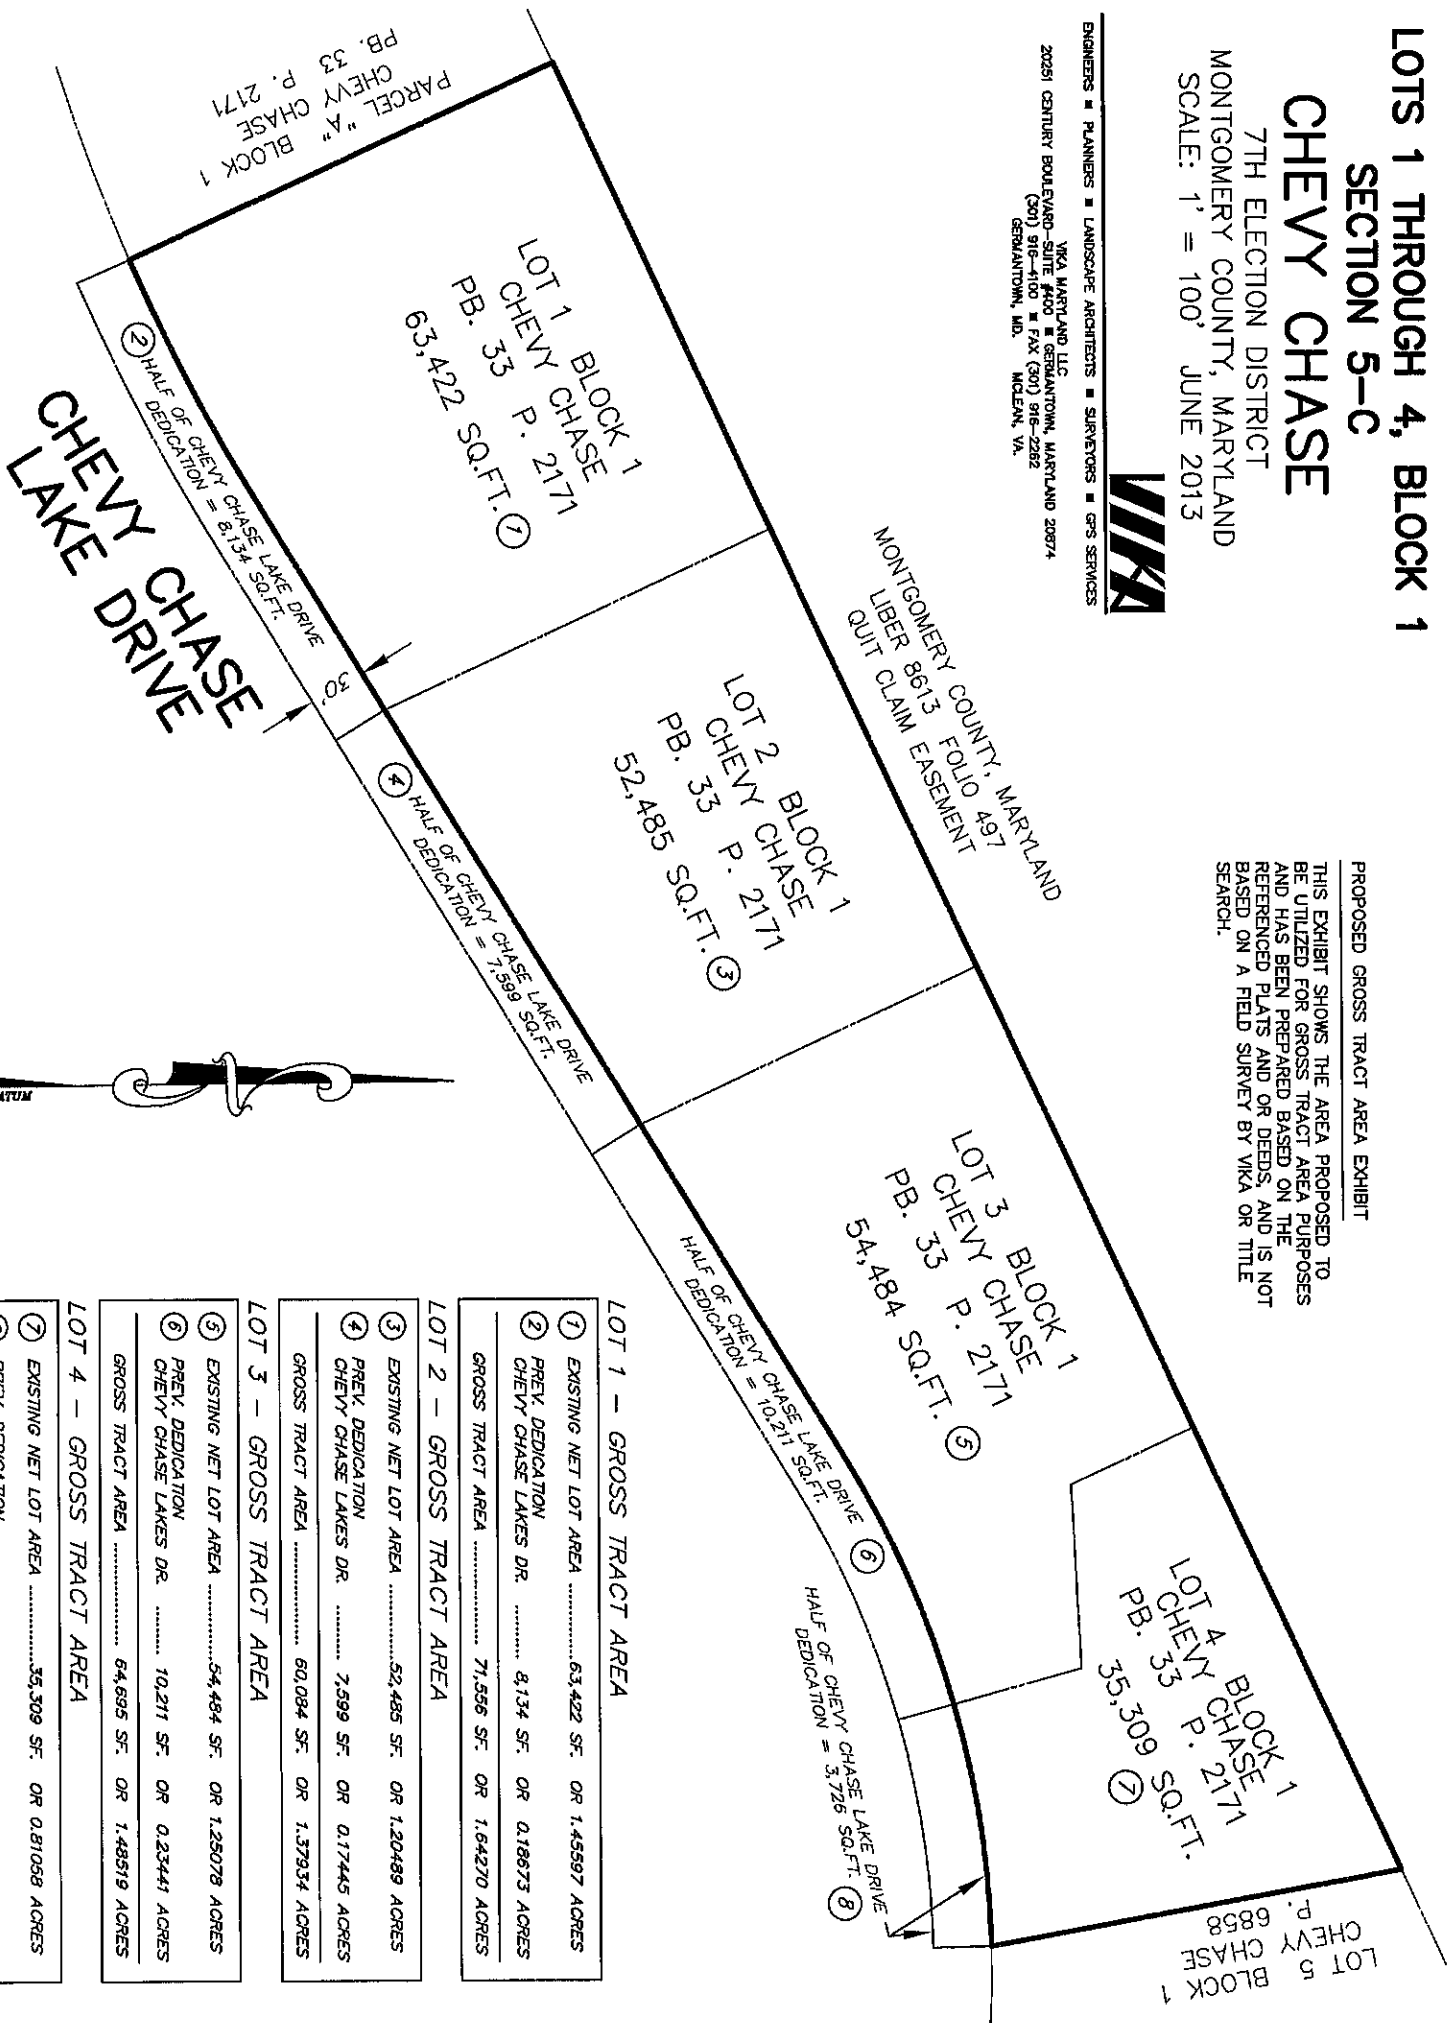 LOTS 1 THROUGH 4, BLOCK 1
SECTION 5-C
CHEVY CHASE
7TH ELECTION DISTRICT
MONTGOMERY COUNTY, MARYLAND
SCALE: 1' = 100' JUNE 2013
VIKA
ENGINEERS ■ PLANNERS ■ LANDSCAPE ARCHITECTS ■ SURVEYORS ■ GPS SERVICES
VIKA MARYLAND LLC
20251 CENTURY BOULEVARD-SUITE #400 ■ GERMANTOWN, MARYLAND 20874
(301) 916-4100 ■ FAX (301) 916-2262
GERMANTOWN, MD. MCLEAN, VA.
PROPOSED GROSS TRACT AREA EXHIBIT
THIS EXHIBIT SHOWS THE AREA PROPOSED TO
BE UTILIZED FOR GROSS TRACT AREA PURPOSES
AND HAS BEEN PREPARED BASED ON THE
REFERENCED PLATS AND OR DEEDS, AND IS NOT
BASED ON A FIELD SURVEY BY VIKA OR TITLE
SEARCH.
PARCEL "A" BLOCK 1
CHEVY CHASE
PB. 33 P. 2171
LOT 1 BLOCK 1
CHEVY CHASE
PB. 33 P. 2171
63,422 SQ.FT. 1
MONTGOMERY COUNTY, MARYLAND
LIBER 8613 FOLIO 497
QUIT CLAIM EASEMENT
LOT 2 BLOCK 1
CHEVY CHASE
PB. 33 P. 2171
52,485 SQ.FT. 3
LOT 3 BLOCK 1
CHEVY CHASE
PB. 33 P. 2171
54,484 SQ.FT. 5
LOT 4 BLOCK 1
CHEVY CHASE
PB. 33 P. 2171
35,309 SQ.FT. 7
LOT 5 BLOCK 1
CHEVY CHASE
P. 6858
2 HALF OF CHEVY CHASE LAKE DRIVE
DEDICATION = 8,134 SQ.FT.
30'
4 HALF OF CHEVY CHASE LAKE DRIVE
DEDICATION = 7,599 SQ.FT.
HALF OF CHEVY CHASE LAKE DRIVE 6
DEDICATION = 10,211 SQ.FT.
HALF OF CHEVY CHASE LAKE DRIVE
DEDICATION = 3,726 SQ.FT. 8
CHEVY CHASE
LAKE DRIVE
LOT 1 - GROSS TRACT AREA
1 EXISTING NET LOT AREA ............63,422 SF. OR 1.45597 ACRES
2 PREV. DEDICATION
CHEVY CHASE LAKES DR. ........ 8,134 SF. OR 0.18673 ACRES
GROSS TRACT AREA ................ 71,556 SF. OR 1.64270 ACRES
LOT 2 - GROSS TRACT AREA
3 EXISTING NET LOT AREA ............52,485 SF. OR 1.20489 ACRES
4 PREV. DEDICATION
CHEVY CHASE LAKES DR. ........ 7,599 SF. OR 0.17445 ACRES
GROSS TRACT AREA ................ 60,084 SF. OR 1.37934 ACRES
LOT 3 - GROSS TRACT AREA
5 EXISTING NET LOT AREA ............54,484 SF. OR 1.25078 ACRES
6 PREV. DEDICATION
CHEVY CHASE LAKES DR. ........ 10,211 SF. OR 0.23441 ACRES
GROSS TRACT AREA ................ 64,695 SF. OR 1.48519 ACRES
LOT 4 - GROSS TRACT AREA
7 EXISTING NET LOT AREA ............35,309 SF. OR 0.81058 ACRES